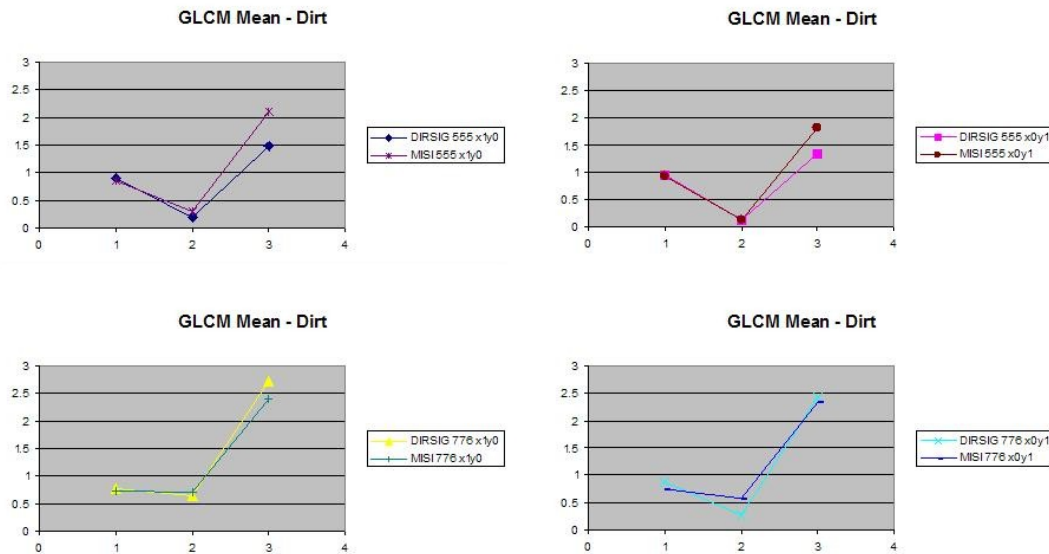 GLCM Mean - Dirt
3
2.5
2
1.5
1
0.5
0
0 1 2 3 4
DIRSIG 555 x1y0
MISI 555 x1y0
GLCM Mean - Dirt
3
2.5
2
1.5
1
0.5
0
0 1 2 3 4
DIRSIG 555 x0y1
MISI 555 x0y1
GLCM Mean - Dirt
3
2.5
2
1.5
1
0.5
0
0 1 2 3 4
DIRSIG 776 x1y0
MISI 776 x1y0
GLCM Mean - Dirt
3
2.5
2
1.5
1
0.5
0
0 1 2 3 4
DIRSIG 776 x0y1
MISI 776 x0y1